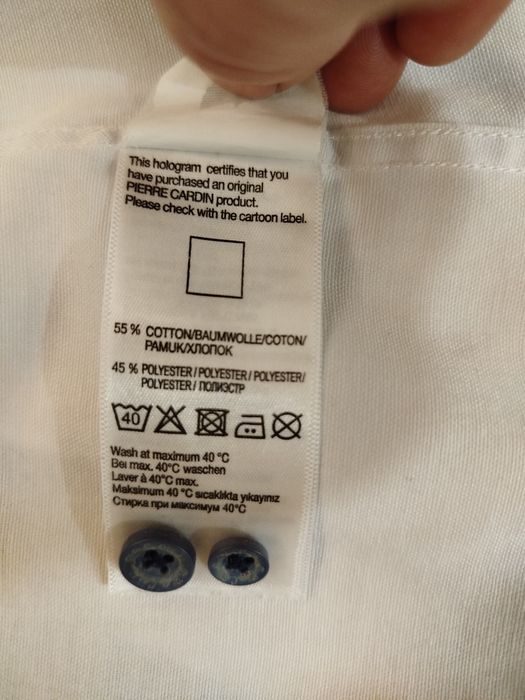 This hologram certifies that you
have purchased an original
PIERRE CARDIN product.
Please check with the cartoon label.
55 % COTTON/BAUMWOLLE/COTON/
PAMUK/ХЛОПОК
45 % POLYESTER / POLYESTER / POLYESTER/
POLYESTER / ПОЛИЭСТР
40
Wash at maximum 40 °C
Bei max. 40°C waschen
Laver à 40°C max.
Maksimum 40 °C sıcaklıkta yıkayınız
Стирка при максимум 40°C